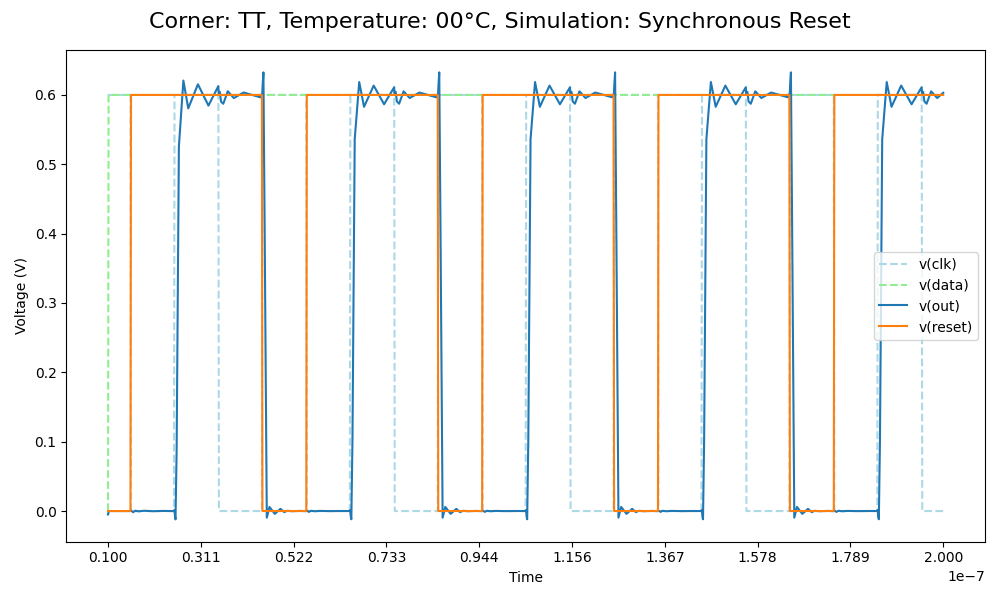 Corner: TT, Temperature: 00°C, Simulation: Synchronous Reset
Voltage (V)
0.6
0.5
0.4
0.3
0.2
0.1
0.0
v(clk)
v(data)
v(out)
v(reset)
0.100 0.311 0.522 0.733 0.944 1.156 1.367 1.578 1.789 2.000
Time
1e−7